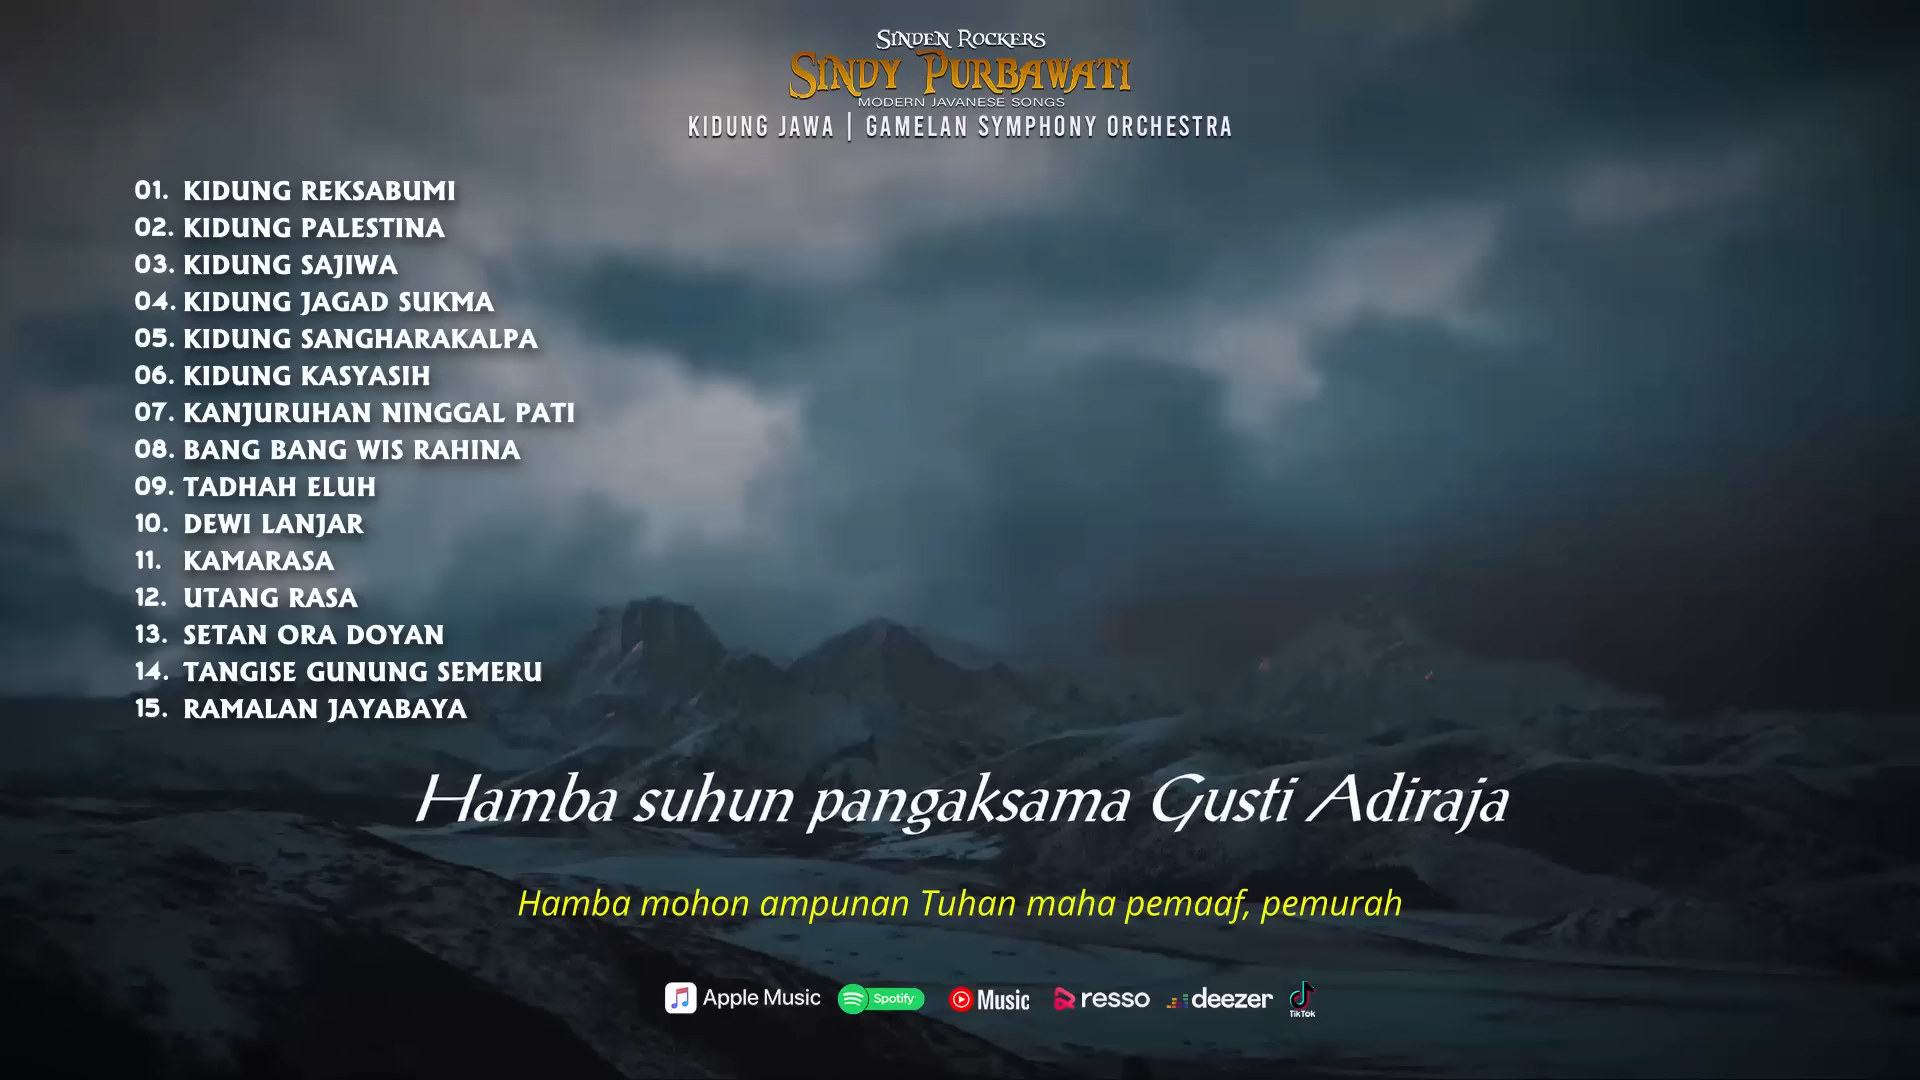 SINDEN ROCKERS
SINDY PURBAWATI
MODERN JAVANESE SONGS
KIDUNG JAWA | GAMELAN SYMPHONY ORCHESTRA
01. KIDUNG REKSABUMI
02. KIDUNG PALESTINA
03. KIDUNG SAJIWA
04. KIDUNG JAGAD SUKMA
05. KIDUNG SANGHARAKALPA
06. KIDUNG KASYASIH
07. KANJURUHAN NINGGAL PATI
08. BANG BANG WIS RAHINA
09. TADHAH ELUH
10. DEWI LANJAR
11. KAMARASA
12. UTANG RASA
13. SETAN ORA DOYAN
14. TANGISE GUNUNG SEMERU
15. RAMALAN JAYABAYA
Hamba suhun pangaksama Gusti Adiraja
Hamba mohon ampunan Tuhan maha pemaaf, pemurah
Apple Music Spotify Music resso deezer TikTok